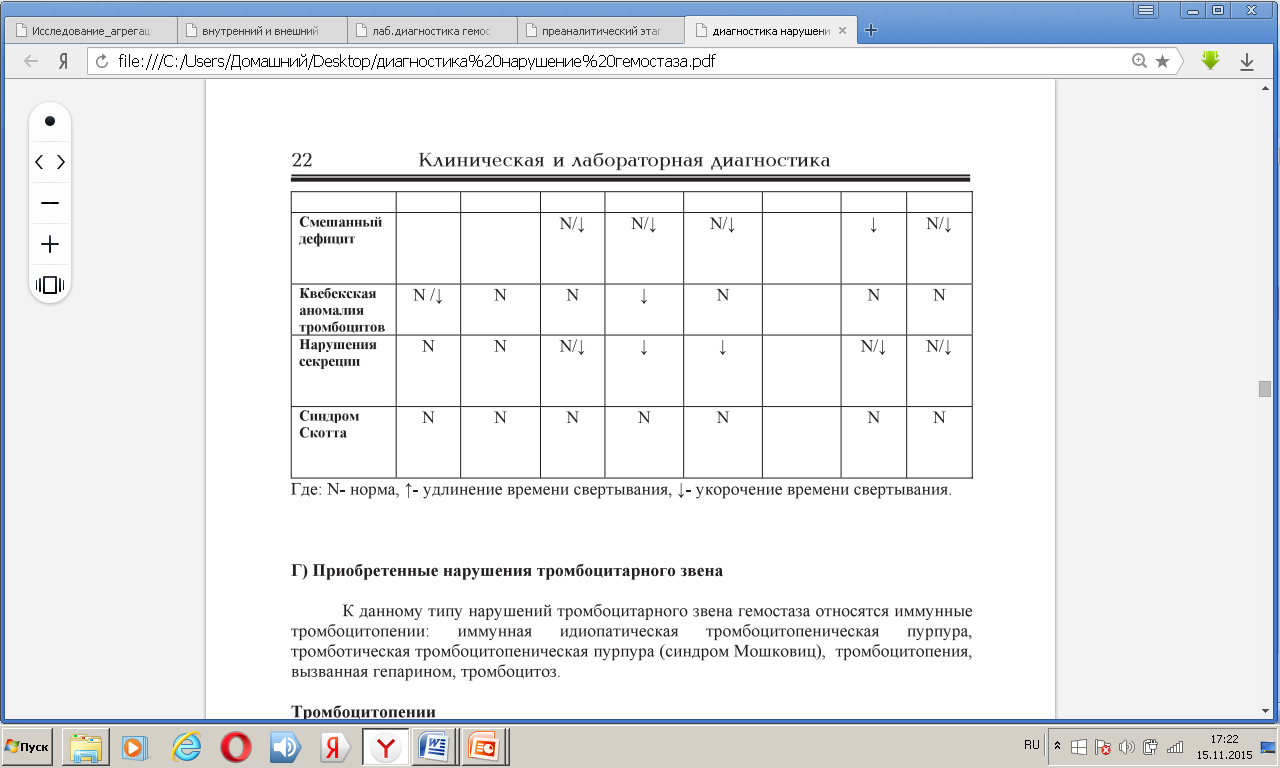 Исследование_агрегац
внутренний и внешний
лаб.диагностика гемос
преаналитический этап
диагностика нарушени
file:///C:/Users/Домашний/Desktop/диагностика%20нарушение%20гемостаза.pdf
22 Клиническая и лабораторная диагностика
Смешанный N/↓ N/↓ N/↓ ↓ N/↓
дефицит
Квебекская N /↓ N N ↓ N N N
аномалия
тромбоцитов
Нарушения N N N/↓ ↓ ↓ N/↓ N/↓
секреции
Синдром N N N N N N N
Скотта
Где: N- норма, ↑- удлинение времени свертывания, ↓- укорочение времени свертывания.
Г) Приобретенные нарушения тромбоцитарного звена
К данному типу нарушений тромбоцитарного звена гемостаза относятся иммунные
тромбоцитопении: иммунная идиопатическая тромбоцитопеническая пурпура,
тромботическая тромбоцитопеническая пурпура (синдром Мошковиц), тромбоцитопения,
вызванная гепарином, тромбоцитоз.
Тромбоцитопении
Пуск
RU
17:22
15.11.2015